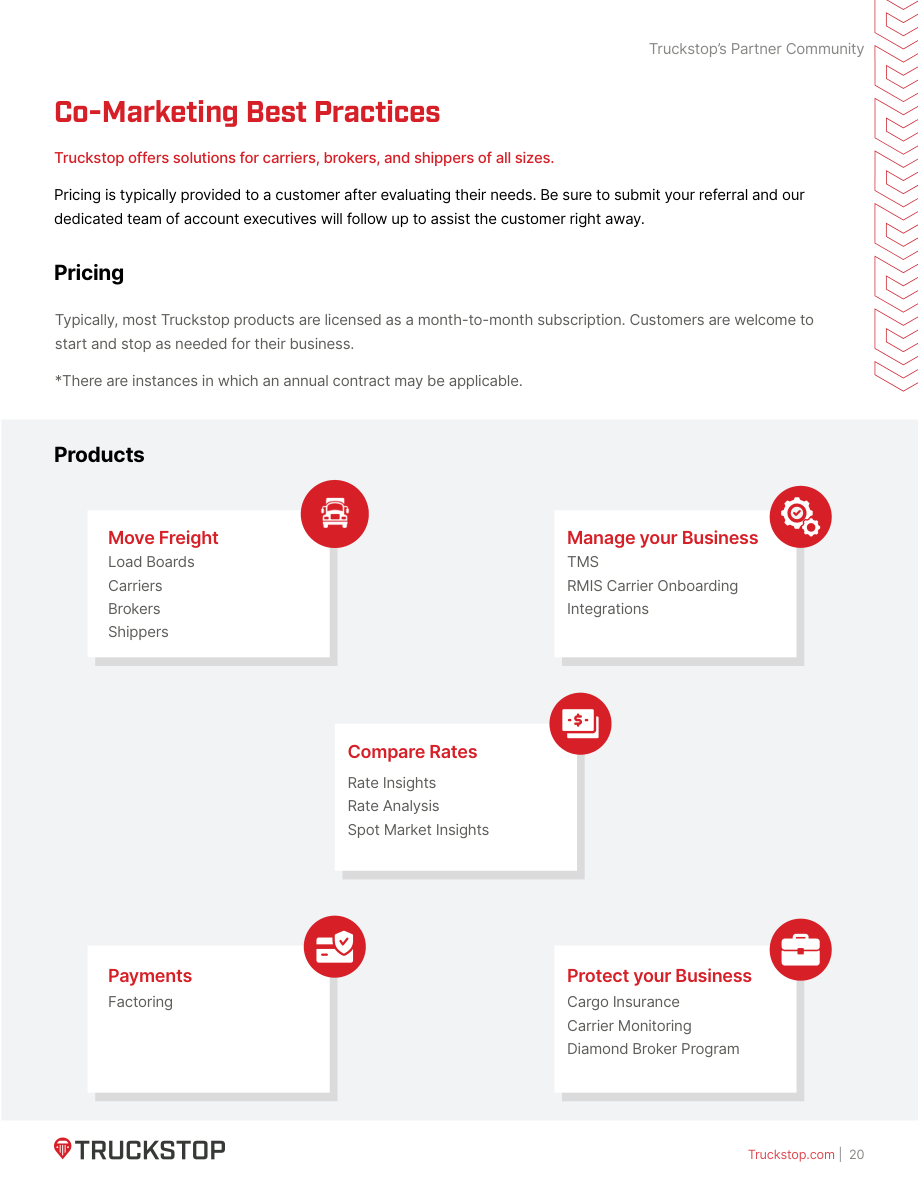 Truckstop’s Partner Community
Co-Marketing Best Practices
Truckstop offers solutions for carriers, brokers, and shippers of all sizes.
Pricing is typically provided to a customer after evaluating their needs. Be sure to submit your referral and our
dedicated team of account executives will follow up to assist the customer right away.
Pricing
Typically, most Truckstop products are licensed as a month-to-month subscription. Customers are welcome to
start and stop as needed for their business.
*There are instances in which an annual contract may be applicable.
Products
Move Freight
Load Boards
Carriers
Brokers
Shippers
Manage your Business
TMS
RMIS Carrier Onboarding
Integrations
Compare Rates
Rate Insights
Rate Analysis
Spot Market Insights
Payments
Factoring
Protect your Business
Cargo Insurance
Carrier Monitoring
Diamond Broker Program
TRUCKSTOP
Truckstop.com | 20